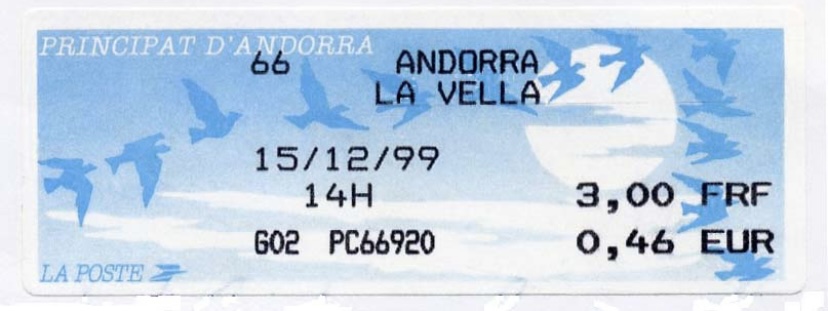 PRINCIPAT D'ANDORRA
66 ANDORRA
LA VELLA
15/12/99
14H 3,00 FRF
G02 PC66920 0,46 EUR
LA POSTE